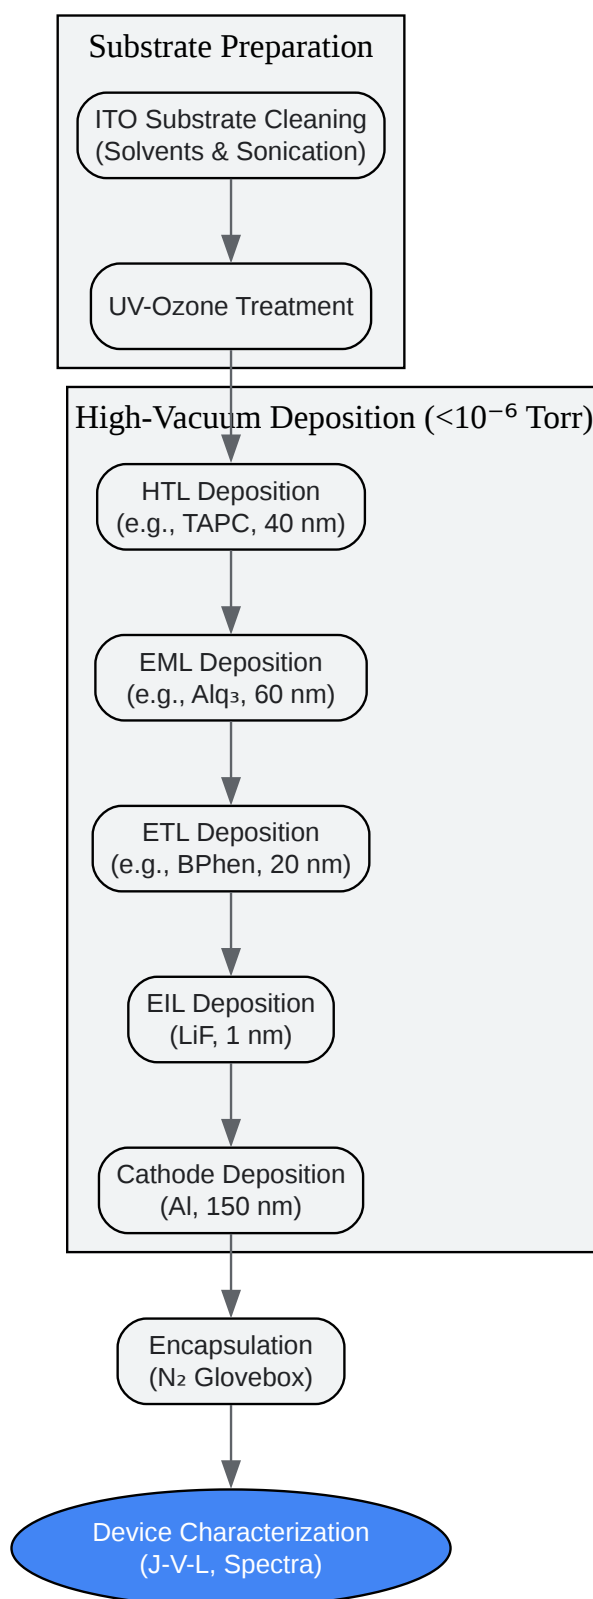 Substrate Preparation
ITO Substrate Cleaning
(Solvents & Sonication)
UV-Ozone Treatment
High-Vacuum Deposition (<10⁻⁶ Torr)
HTL Deposition
(e.g., TAPC, 40 nm)
EML Deposition
(e.g., Alq₃, 60 nm)
ETL Deposition
(e.g., BPhen, 20 nm)
EIL Deposition
(LiF, 1 nm)
Cathode Deposition
(Al, 150 nm)
Encapsulation
(N₂ Glovebox)
Device Characterization
(J-V-L, Spectra)